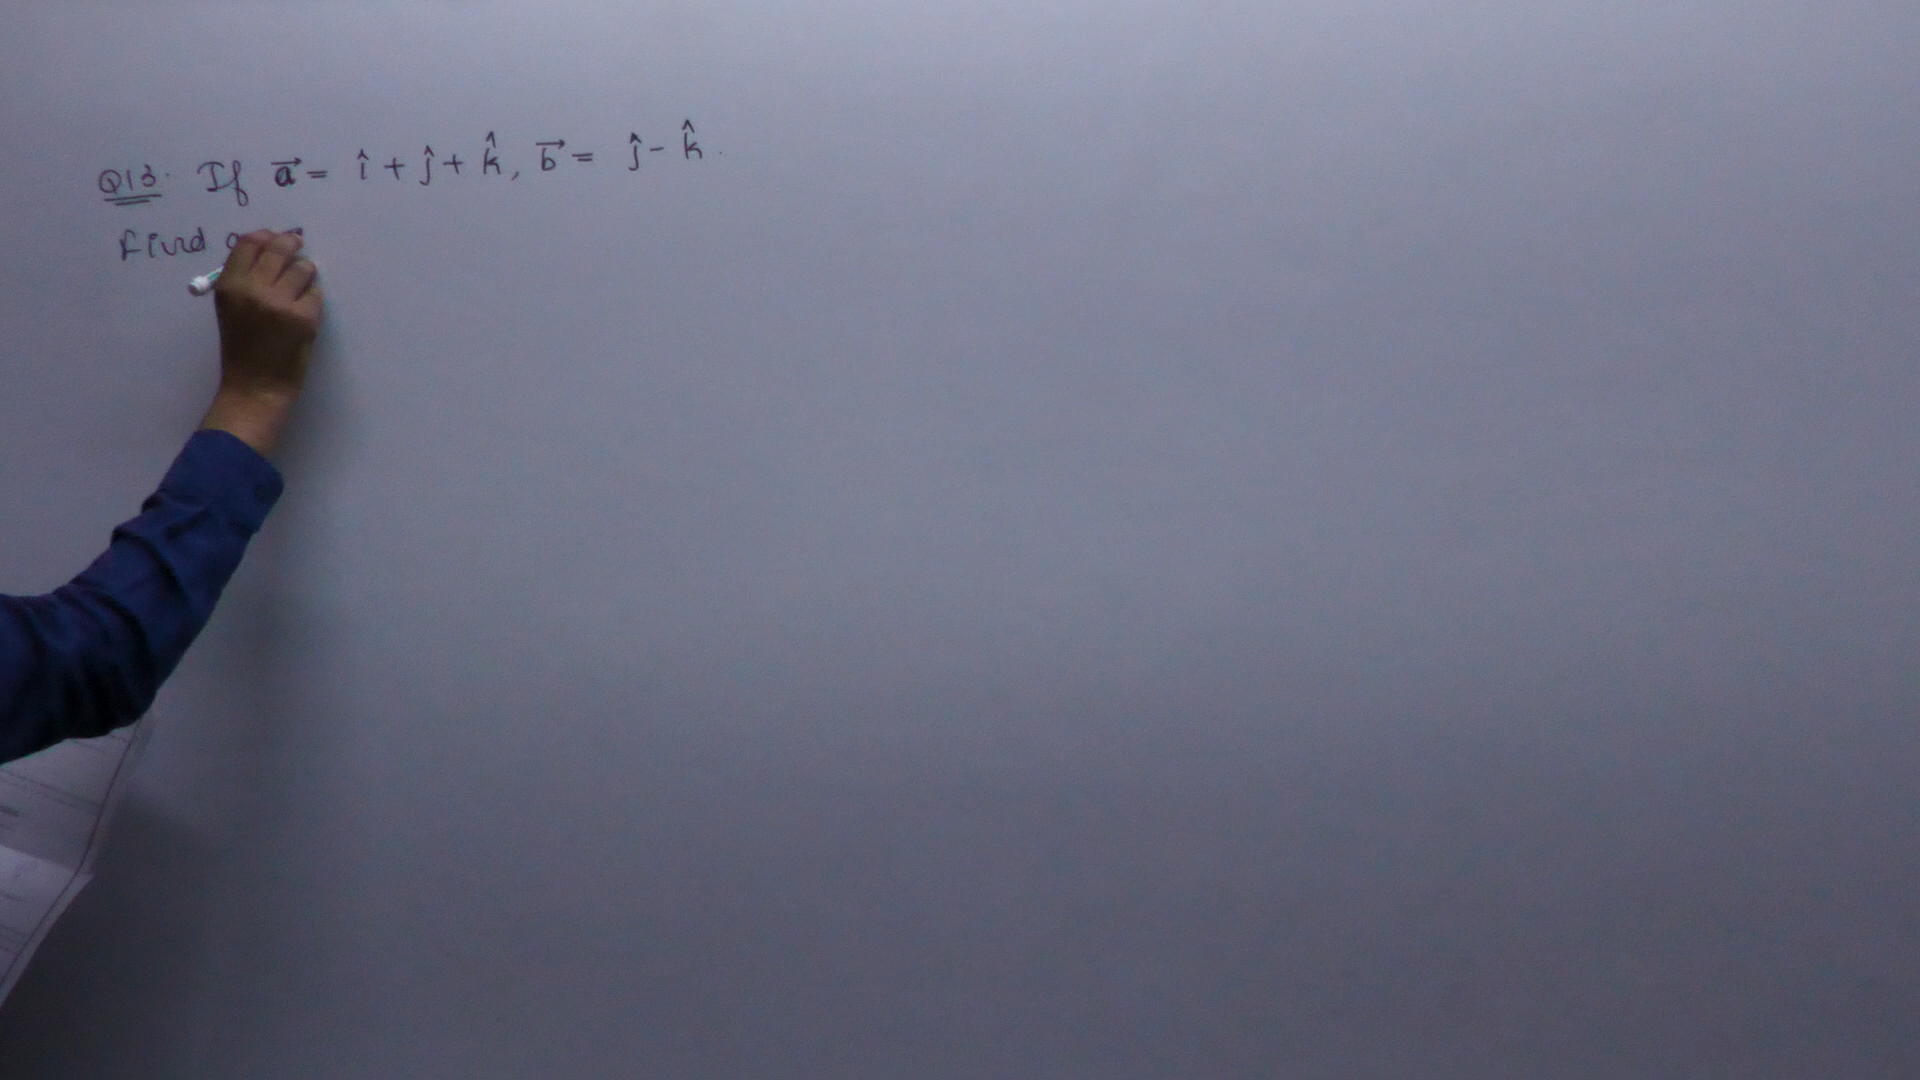 Q13. If a⃗ = î + ĵ + k̂, b⃗ = ĵ - k̂.
Find a